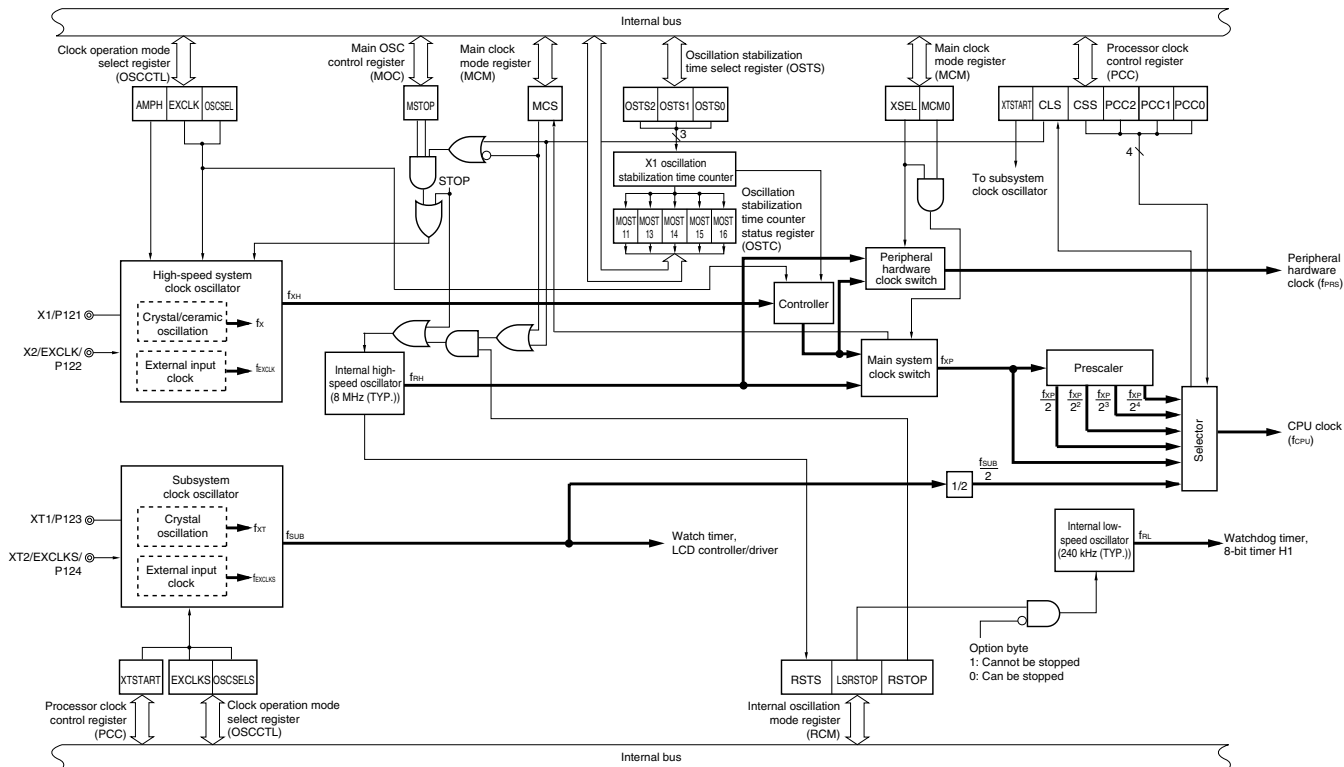 Internal bus
Clock operation mode
select register
(OSCCTL)
Main OSC
control register
(MOC)
Main clock
mode register
(MCM)
Oscillation stabilization
time select register (OSTS)
Main clock
mode register
(MCM)
Processor clock
control register
(PCC)
AMPH EXCLK OSCSEL
MSTOP
MCS
OSTS2 OSTS1 OSTS0
XSEL MCM0
XTSTART CLS CSS PCC2 PCC1 PCC0
3
4
STOP
X1 oscillation
stabilization time counter
To subsystem
clock oscillator
Oscillation
stabilization
time counter
status register
(OSTC)
MOST 11
MOST 13
MOST 14
MOST 15
MOST 16
High-speed system
clock oscillator
Crystal/ceramic
oscillation
fX
External input
clock
fEXCLK
X1/P121
X2/EXCLK/
P122
fXH
Controller
Peripheral
hardware
clock switch
Peripheral
hardware
clock (fPRS)
Internal high-
speed oscillator
(8 MHz (TYP.))
fRH
Main system
clock switch
fXP
Prescaler
fXP/2
fXP/2²
fXP/2³
fXP/2⁴
Selector
CPU clock
(fCPU)
Subsystem
clock oscillator
Crystal
oscillation
fXT
External input
clock
fEXCLKS
XT1/P123
XT2/EXCLKS/
P124
fSUB
1/2
fSUB/2
Watch timer,
LCD controller/driver
Internal low-
speed oscillator
(240 kHz (TYP.))
fRL
Watchdog timer,
8-bit timer H1
Option byte
1: Cannot be stopped
0: Can be stopped
XTSTART EXCLKS OSCSELS
RSTS LSRSTOP RSTOP
Processor clock
control register
(PCC)
Clock operation mode
select register
(OSCCTL)
Internal oscillation
mode register
(RCM)
Internal bus